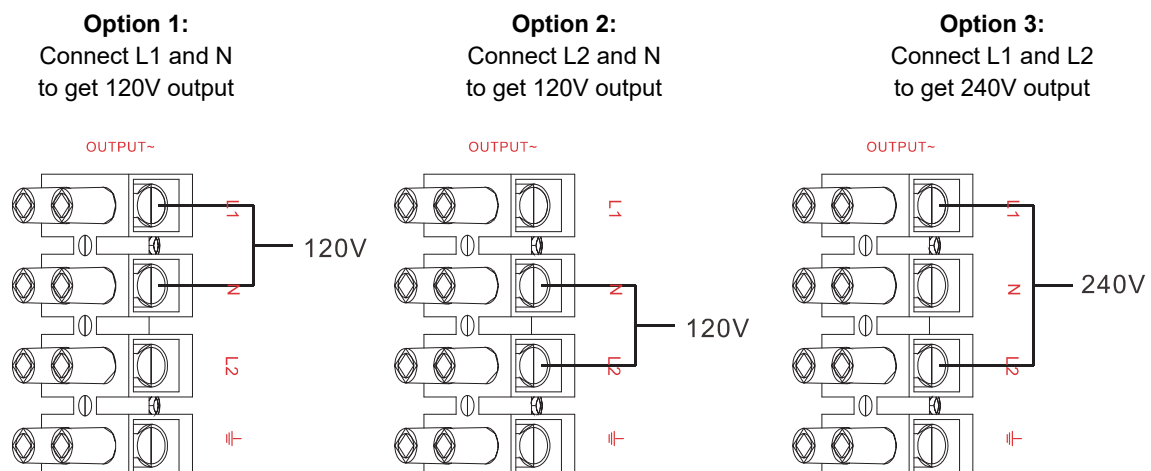 Option 1:
Connect L1 and N
to get 120V output
OUTPUT~
L1
N
L2
120V
Option 2:
Connect L2 and N
to get 120V output
OUTPUT~
L1
N
L2
120V
Option 3:
Connect L1 and L2
to get 240V output
OUTPUT~
L1
N
L2
240V